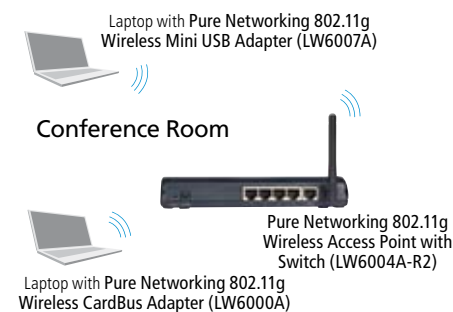 Laptop with Pure Networking 802.11g
Wireless Mini USB Adapter (LW6007A)
Conference Room
Pure Networking 802.11g
Wireless Access Point with
Switch (LW6004A-R2)
Laptop with Pure Networking 802.11g
Wireless CardBus Adapter (LW6000A)